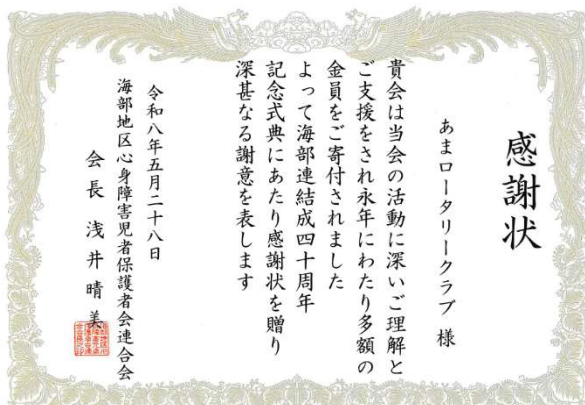 感謝状
あまロータリークラブ 様
貴会は当会の活動に深いご理解と
ご支援をされ永年にわたり多額の
金員をご寄付されました
よって海部連結成四十周年
記念式典にあたり感謝状を贈り
深甚なる謝意を表します
令和八年五月二十八日
海部地区心身障害児者保護者会連合会
会長 浅井晴美